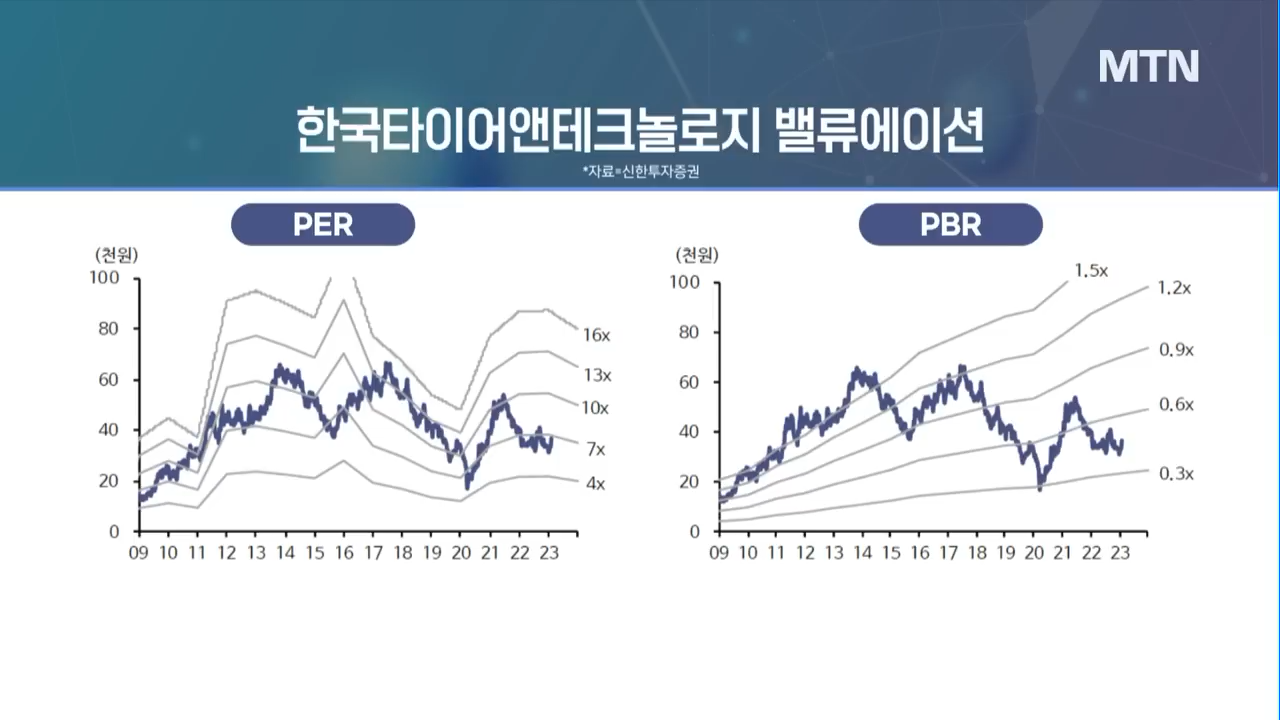 MTN
한국타이어앤테크놀로지 밸류에이션
*자료=신한투자증권
PER
(천원)
100
80
60
40
20
0
16x
13x
10x
7x
4x
09 10 11 12 13 14 15 16 17 18 19 20 21 22 23
PBR
(천원)
100
80
60
40
20
0
1.5x
1.2x
0.9x
0.6x
0.3x
09 10 11 12 13 14 15 16 17 18 19 20 21 22 23